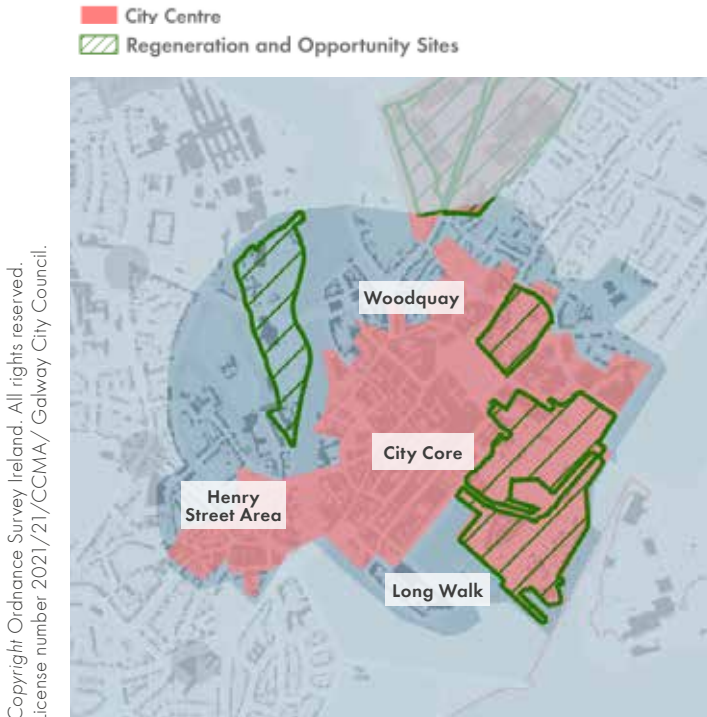 City Centre
Regeneration and Opportunity Sites
Copyright Ordnance Survey Ireland. All rights reserved.
License number 2021/21/CCMA/ Galway City Council.
Woodquay
City Core
Henry
Street Area
Long Walk